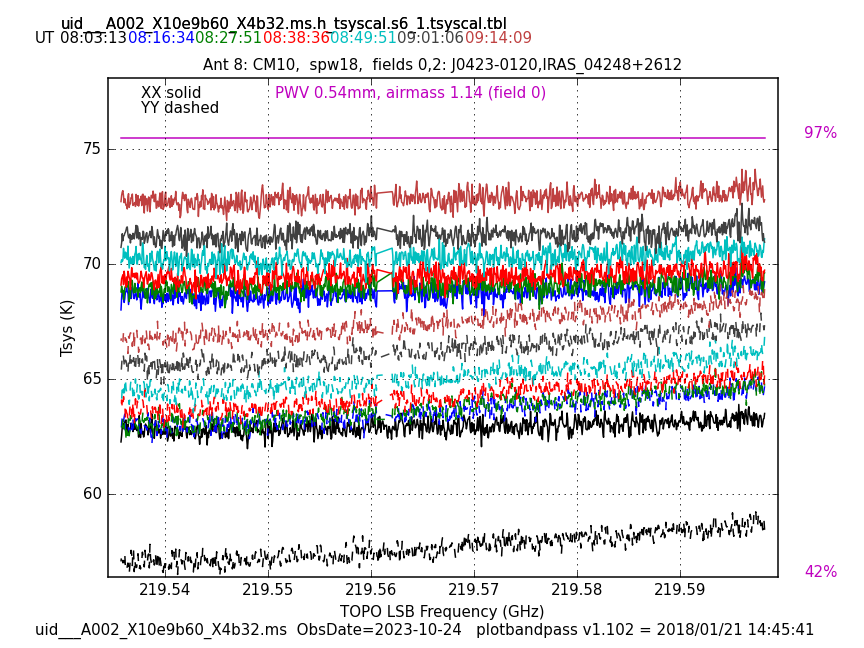 uid___A002_X10e9b60_X4b32.ms.h_tsyscal.s6_1.tsyscal.tbl
UT 08:03:13 08:16:34 08:27:51 08:38:36 08:49:51 09:01:06 09:14:09
Ant 8: CM10,  spw18,  fields 0,2: J0423-0120,IRAS_04248+2612
XX solid
PWV 0.54mm, airmass 1.14 (field 0)
YY dashed
97%
75
70
65
60
Tsys (K)
42%
219.54 219.55 219.56 219.57 219.58 219.59
TOPO LSB Frequency (GHz)
uid___A002_X10e9b60_X4b32.ms  ObsDate=2023-10-24   plotbandpass v1.102 = 2018/01/21 14:45:41